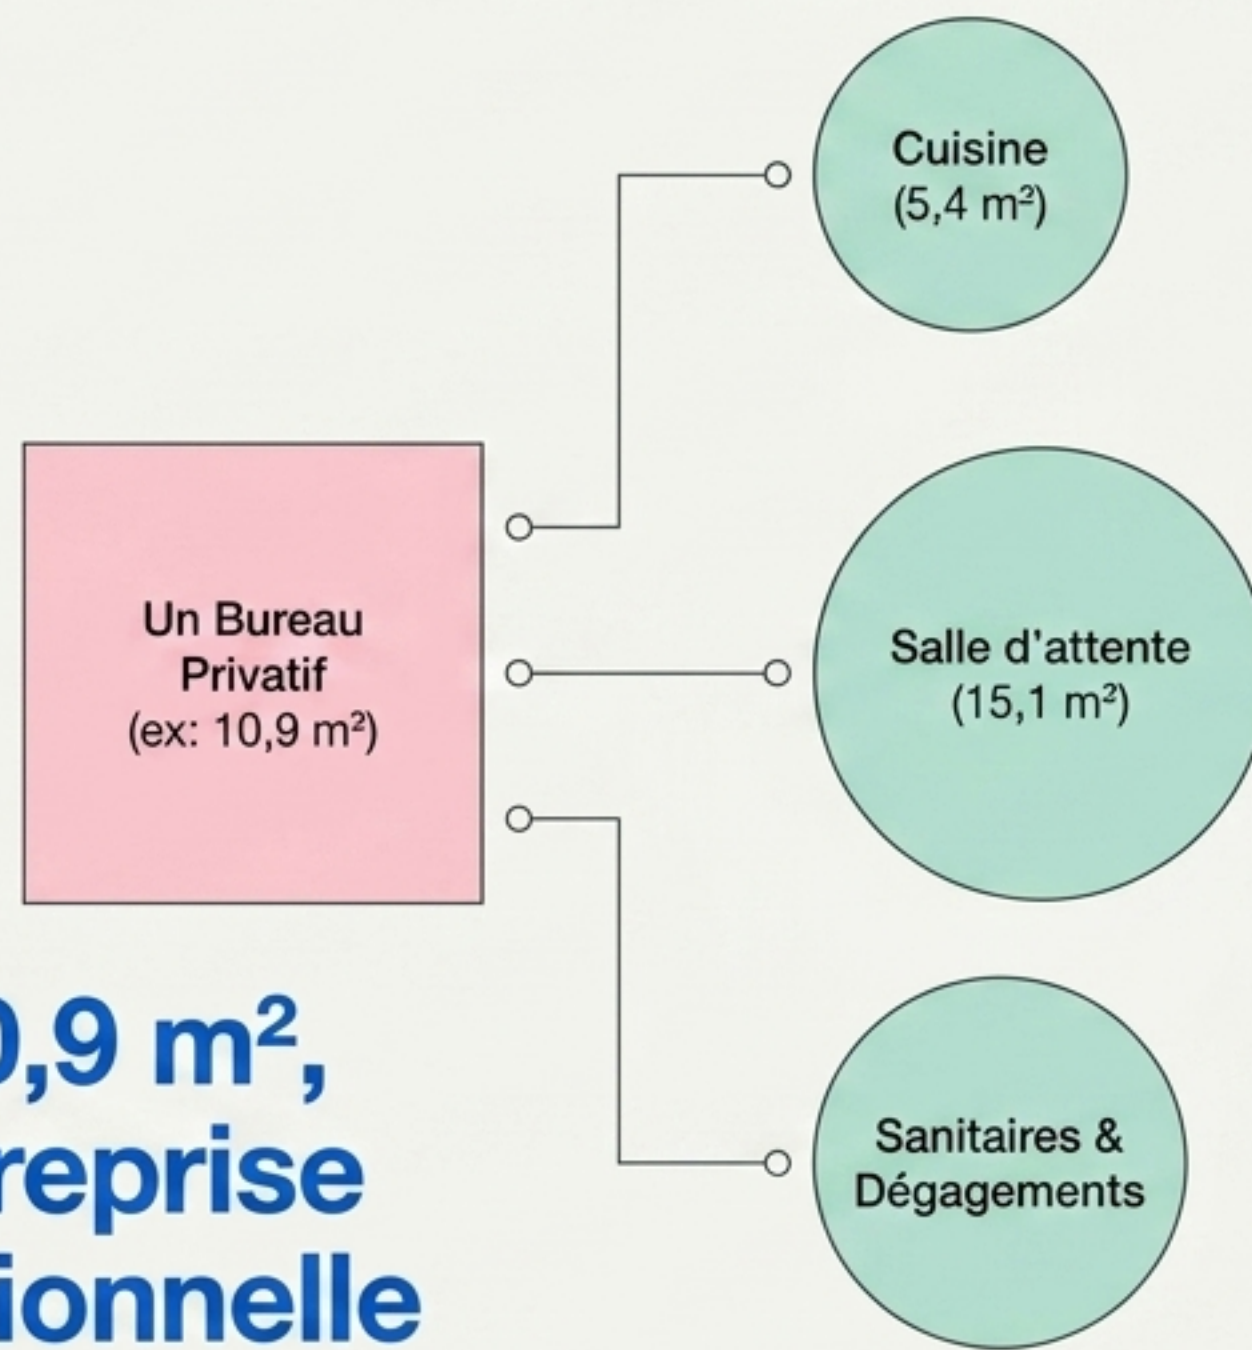 Cuisine
(5,4 m²)
Un Bureau
Privatif
(ex: 10,9 m²)
Salle d'attente
(15,1 m²)
Sanitaires &
Dégagements
0,9 m²,
reprise
ionnelle